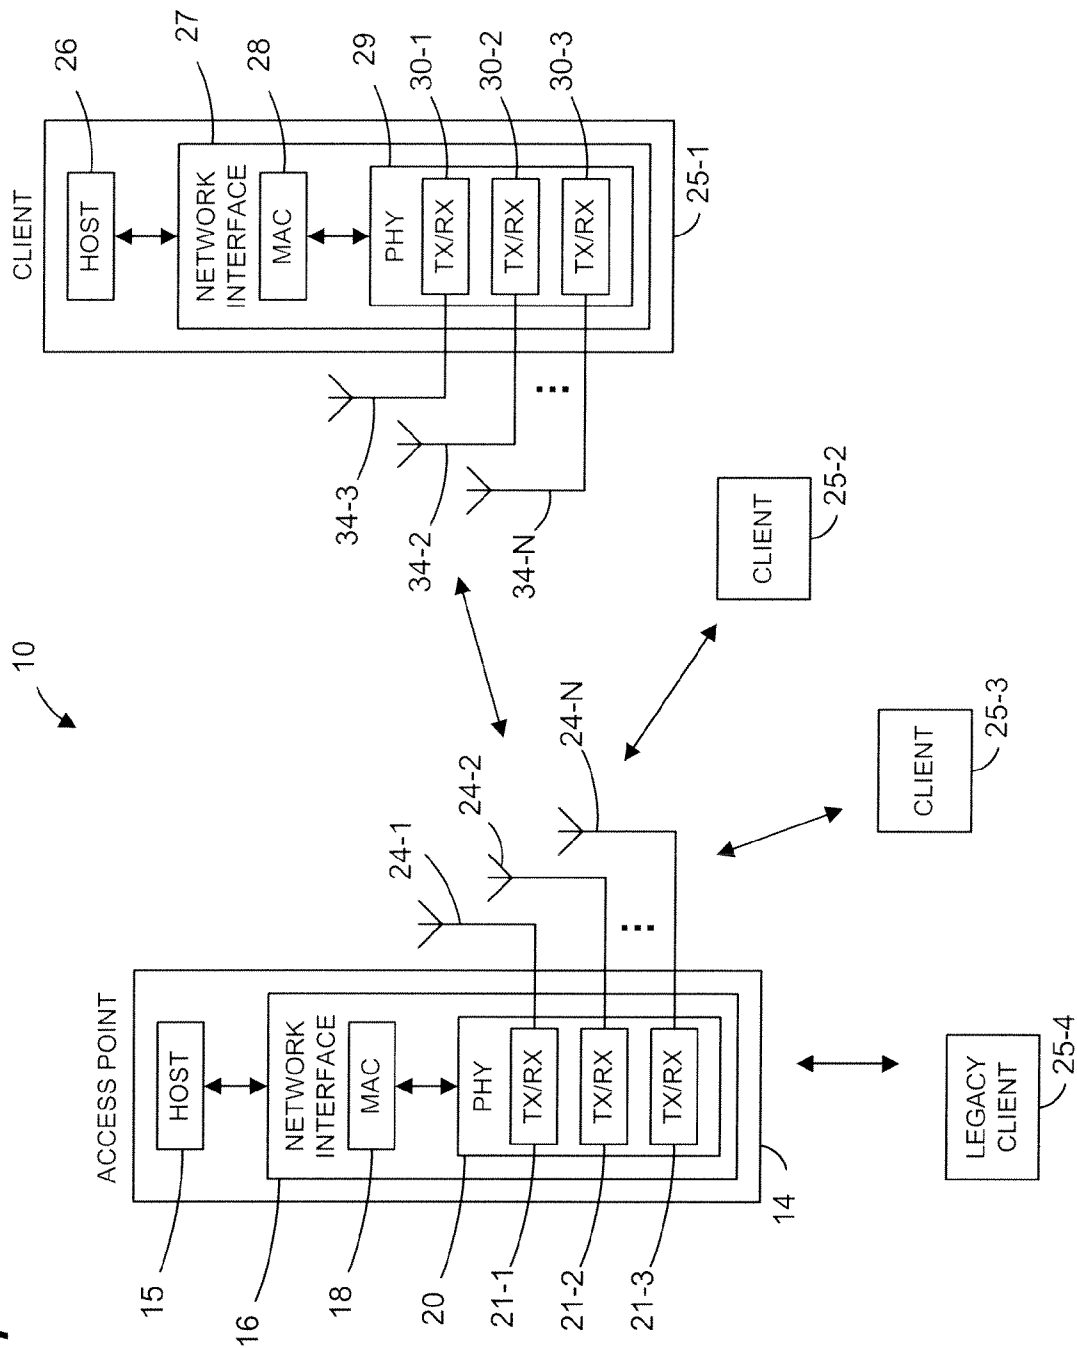 10
ACCESS POINT
HOST
NETWORK
INTERFACE
MAC
PHY
TX/RX
TX/RX
TX/RX
15
16
18
20
21-1
21-2
21-3
14
24-1
24-2
24-N
CLIENT
HOST
NETWORK
INTERFACE
MAC
PHY
TX/RX
TX/RX
TX/RX
26
27
28
29
30-1
30-2
30-3
25-1
34-3
34-2
34-N
CLIENT
25-2
CLIENT
25-3
LEGACY
CLIENT
25-4